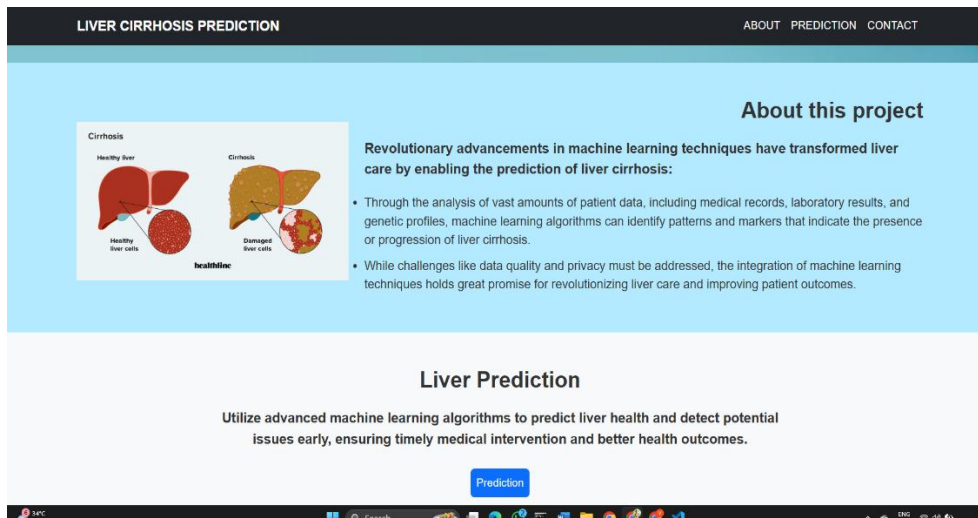 LIVER CIRRHOSIS PREDICTION
ABOUT PREDICTION CONTACT
About this project
Cirrhosis
Healthy liver
Cirrhosis
Healthy
liver cells
Damaged
liver cells
healthline
Revolutionary advancements in machine learning techniques have transformed liver
care by enabling the prediction of liver cirrhosis:
• Through the analysis of vast amounts of patient data, including medical records, laboratory results, and
genetic profiles, machine learning algorithms can identify patterns and markers that indicate the presence
or progression of liver cirrhosis.
• While challenges like data quality and privacy must be addressed, the integration of machine learning
techniques holds great promise for revolutionizing liver care and improving patient outcomes.
Liver Prediction
Utilize advanced machine learning algorithms to predict liver health and detect potential
issues early, ensuring timely medical intervention and better health outcomes.
Prediction
34°C
Search
ENG